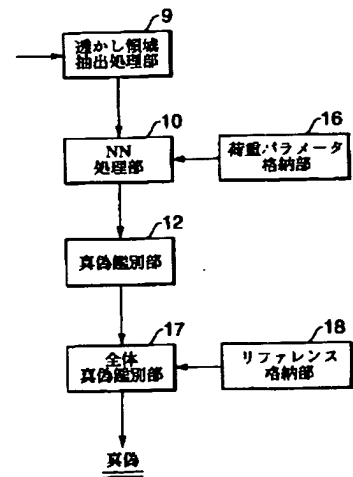 9
透かし領域
抽出処理部
10
NN
処理部
16
荷重パラメータ
格納部
12
真偽鑑別部
17
全体
真偽鑑別部
18
リファレンス
格納部
真偽